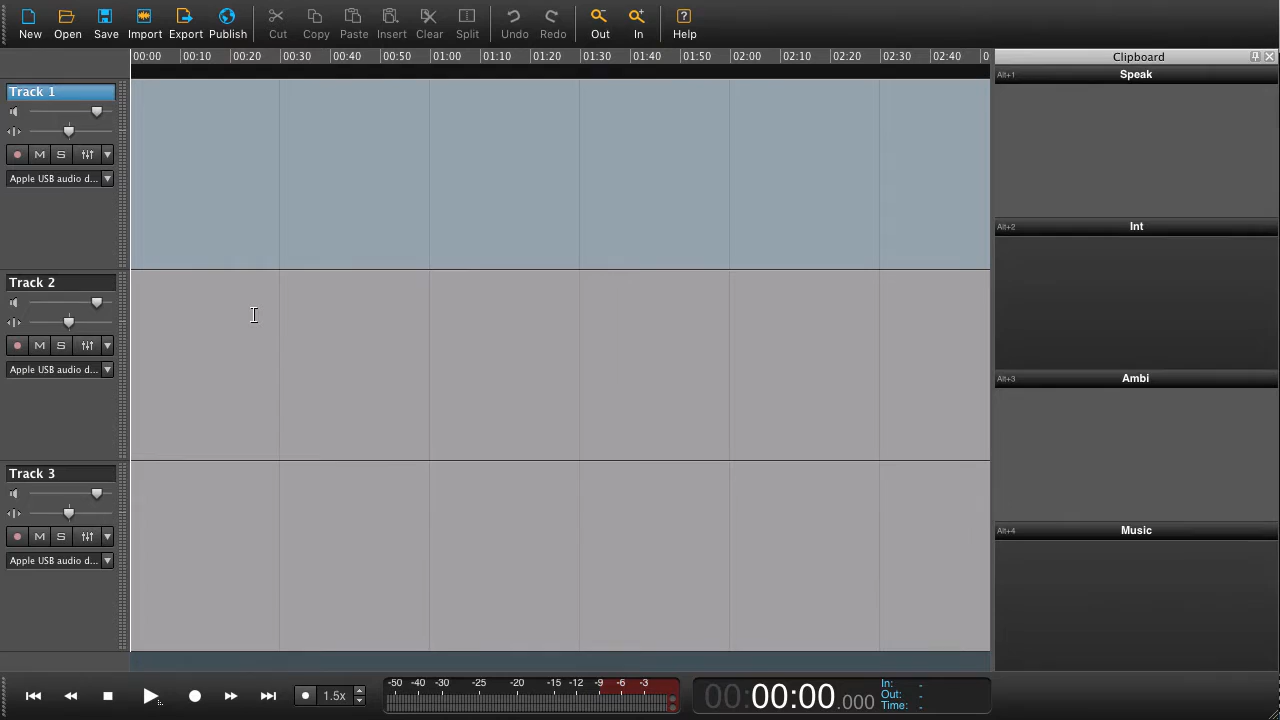 New Open Save Import Export Publish Cut Copy Paste Insert Clear Split Undo Redo Out In Help
00:00 00:10 00:20 00:30 00:40 00:50 01:00 01:10 01:20 01:30 01:40 01:50 02:00 02:10 02:20 02:30 02:40 0
Clipboard
Alt+1 Speak
Track 1
M S
Apple USB audio d...
Alt+2 Int
Track 2
M S
Apple USB audio d...
Alt+3 Ambi
Track 3
M S
Apple USB audio d...
Alt+4 Music
1.5x
-50 -40 -30 -25 -20 -15 -12 -9 -6 -3
00:00:00.000
In: -
Out: -
Time: -